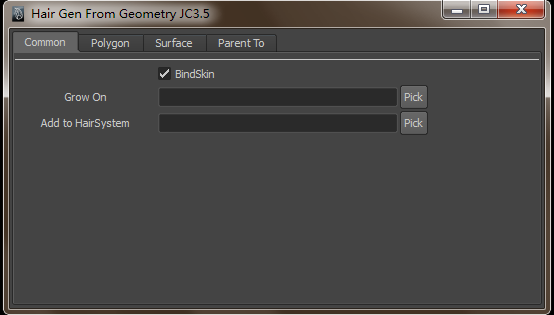 Hair Gen From Geometry JC3.5
Common Polygon Surface Parent To
BindSkin
Grow On Pick
Add to HairSystem Pick